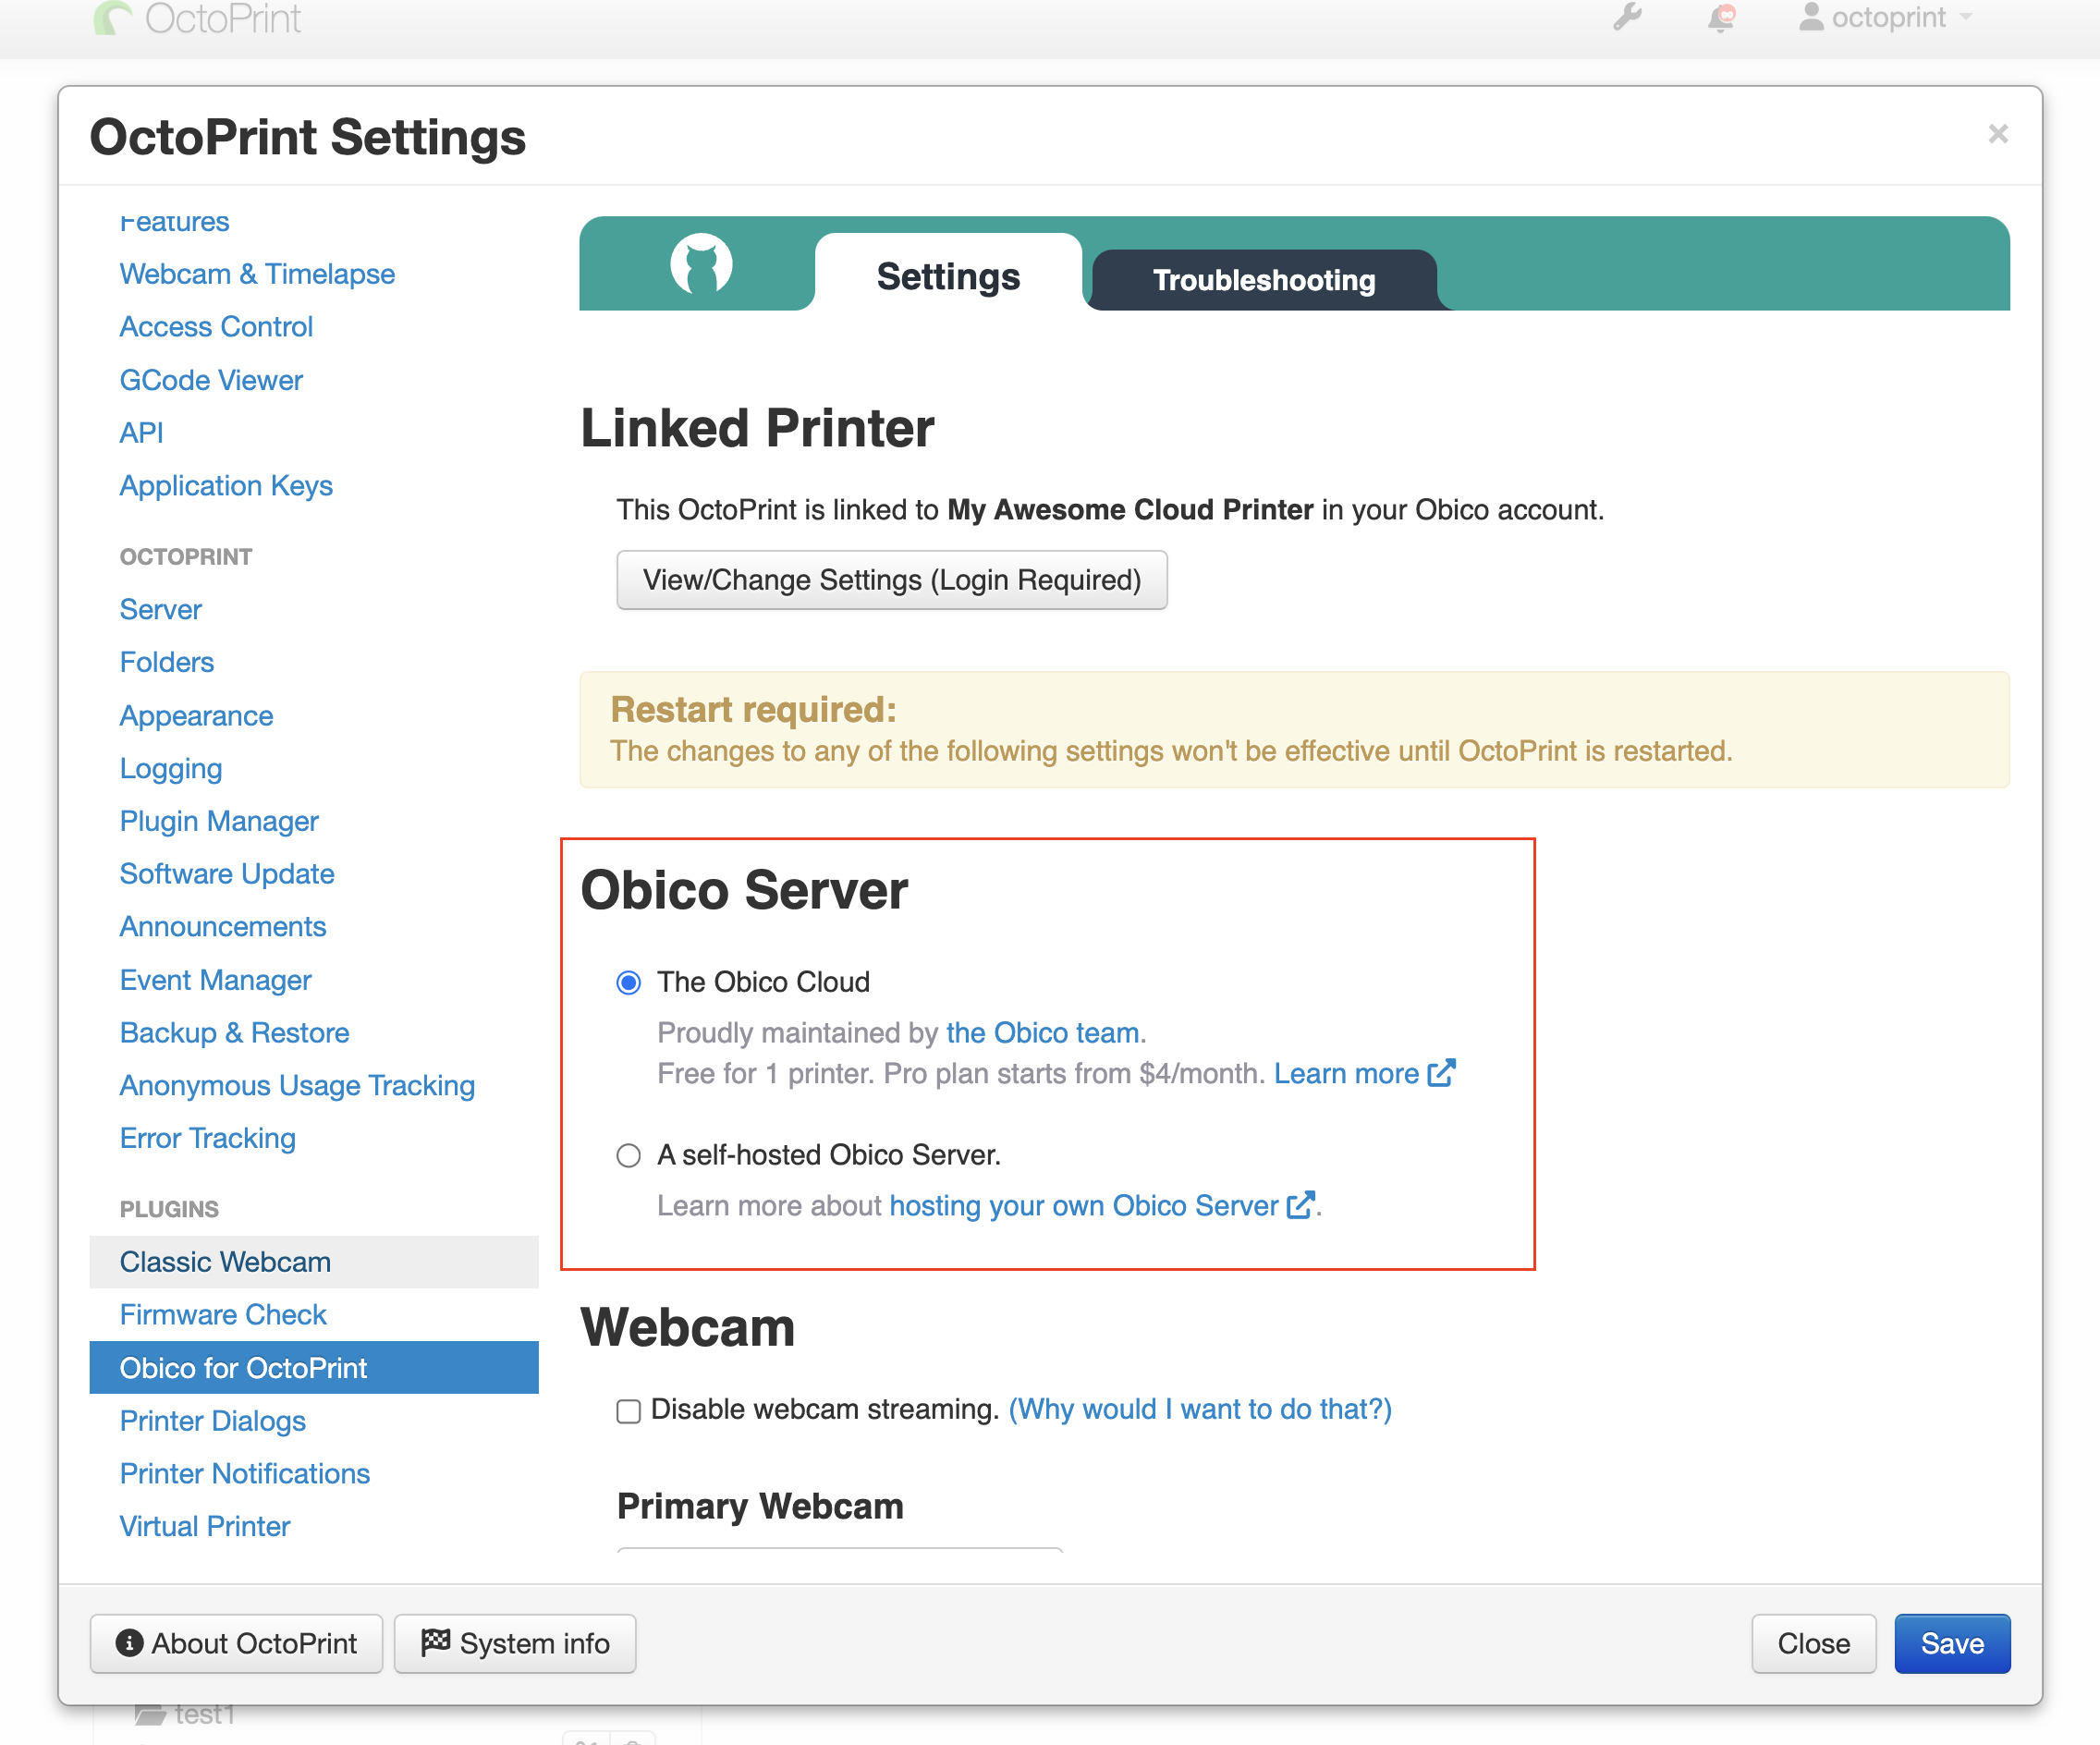 OctoPrint
octoprint
OctoPrint Settings
×
Features
Webcam & Timelapse
Access Control
GCode Viewer
API
Application Keys
OCTOPRINT
Server
Folders
Appearance
Logging
Plugin Manager
Software Update
Announcements
Event Manager
Backup & Restore
Anonymous Usage Tracking
Error Tracking
PLUGINS
Classic Webcam
Firmware Check
Obico for OctoPrint
Printer Dialogs
Printer Notifications
Virtual Printer
Settings
Troubleshooting
Linked Printer
This OctoPrint is linked to My Awesome Cloud Printer in your Obico account.
View/Change Settings (Login Required)
Restart required:
The changes to any of the following settings won't be effective until OctoPrint is restarted.
Obico Server
The Obico Cloud
Proudly maintained by the Obico team.
Free for 1 printer. Pro plan starts from $4/month. Learn more
A self-hosted Obico Server.
Learn more about hosting your own Obico Server.
Webcam
Disable webcam streaming. (Why would I want to do that?)
Primary Webcam
About OctoPrint
System info
Close
Save
test1